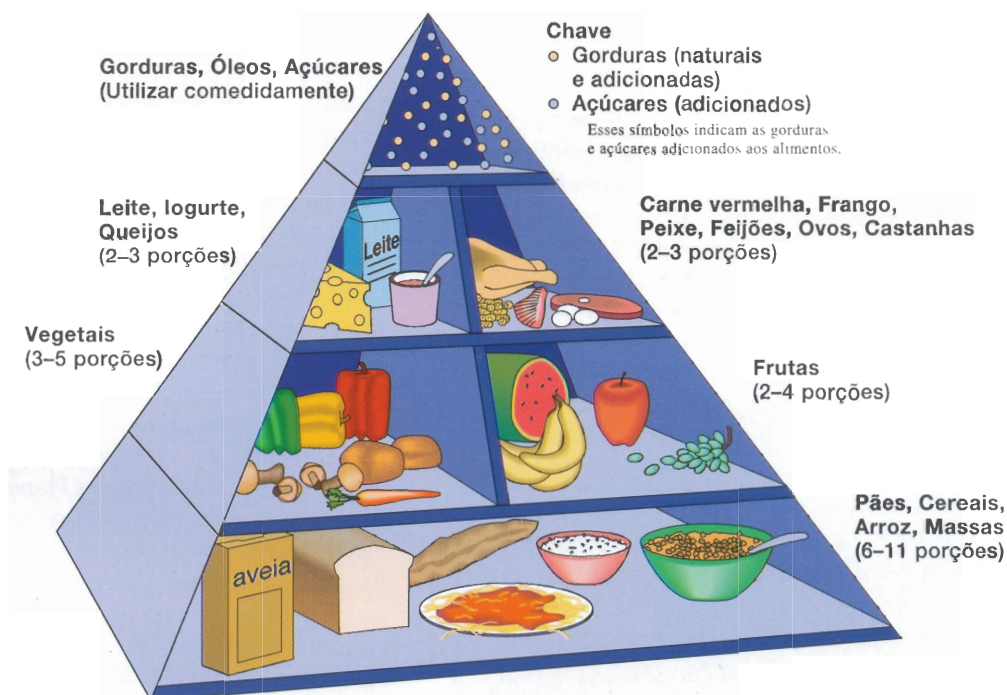 Gorduras, Óleos, Açúcares
(Utilizar comedidamente)
Chave
Gorduras (naturais
e adicionadas)
Açúcares (adicionados)
Esses símbolos indicam as gorduras
e açúcares adicionados aos alimentos.
Leite, Iogurte,
Queijos
(2–3 porções)
Carne vermelha, Frango,
Peixe, Feijões, Ovos, Castanhas
(2–3 porções)
Leite
Vegetais
(3–5 porções)
Frutas
(2–4 porções)
Pães, Cereais,
Arroz, Massas
(6–11 porções)
aveia